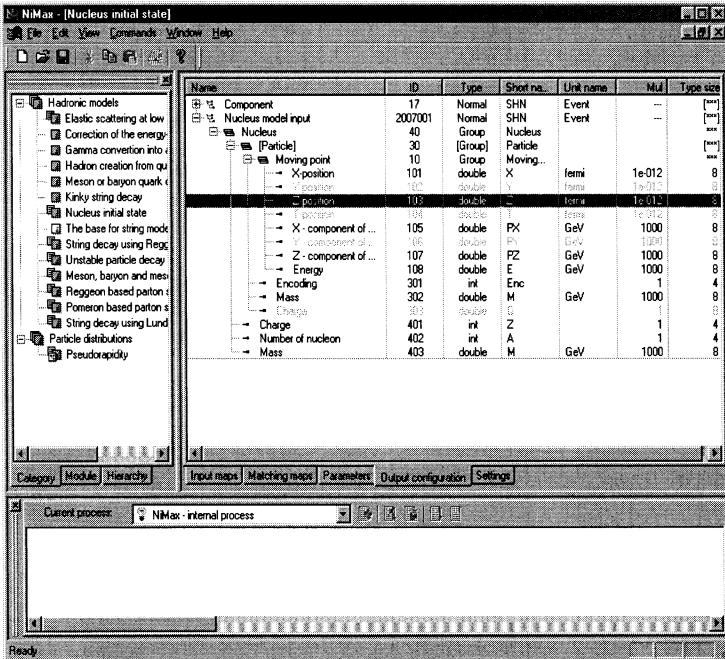 NiMax - [Nucleus initial state]
File Edit View Commands Window Help
Hadronic models
Elastic scattering at low
Correction of the energy-
Gamma convertion into
Hadron creation from qu
Meson or baryon quark
Kinky string decay
Nucleus initial state
The base for string mode
String decay using Regg
Unstable particle decay
Meson, baryon and mes
Reggeon based parton s
Pomeron based parton s
String decay using Lund
Particle distributions
Pseudorapidity
Category Module Hierarchy
Name ID Type Short na... Unit name Mul Type size
Component 17 Normal SHN Event --- [***]
Nucleus model input 2007001 Normal SHN Event --- [***]
Nucleus 40 Group Nucleus ***
[Particle] 30 [Group] Particle [***]
Moving point 10 Group Moving... ***
X-position 101 double X fermi 1e-012 8
Y position 102 double Y fermi 1e-012 8
Z position 103 double Z fermi 1e-012 8
T position 104 double T fermi 1e-012 8
X - component of ... 105 double PX GeV 1000 8
Y - component of ... 106 double PY GeV 1000 8
Z - component of ... 107 double PZ GeV 1000 8
Energy 108 double E GeV 1000 8
Encoding 301 int Enc 1 4
Mass 302 double M GeV 1000 8
Charge 303 double 1 8
Charge 401 int Z 1 4
Number of nucleon 402 int A 1 4
Mass 403 double M GeV 1000 8
Input maps Matching maps Parameters Output configuration Settings
Current process: NiMax - internal process
Ready